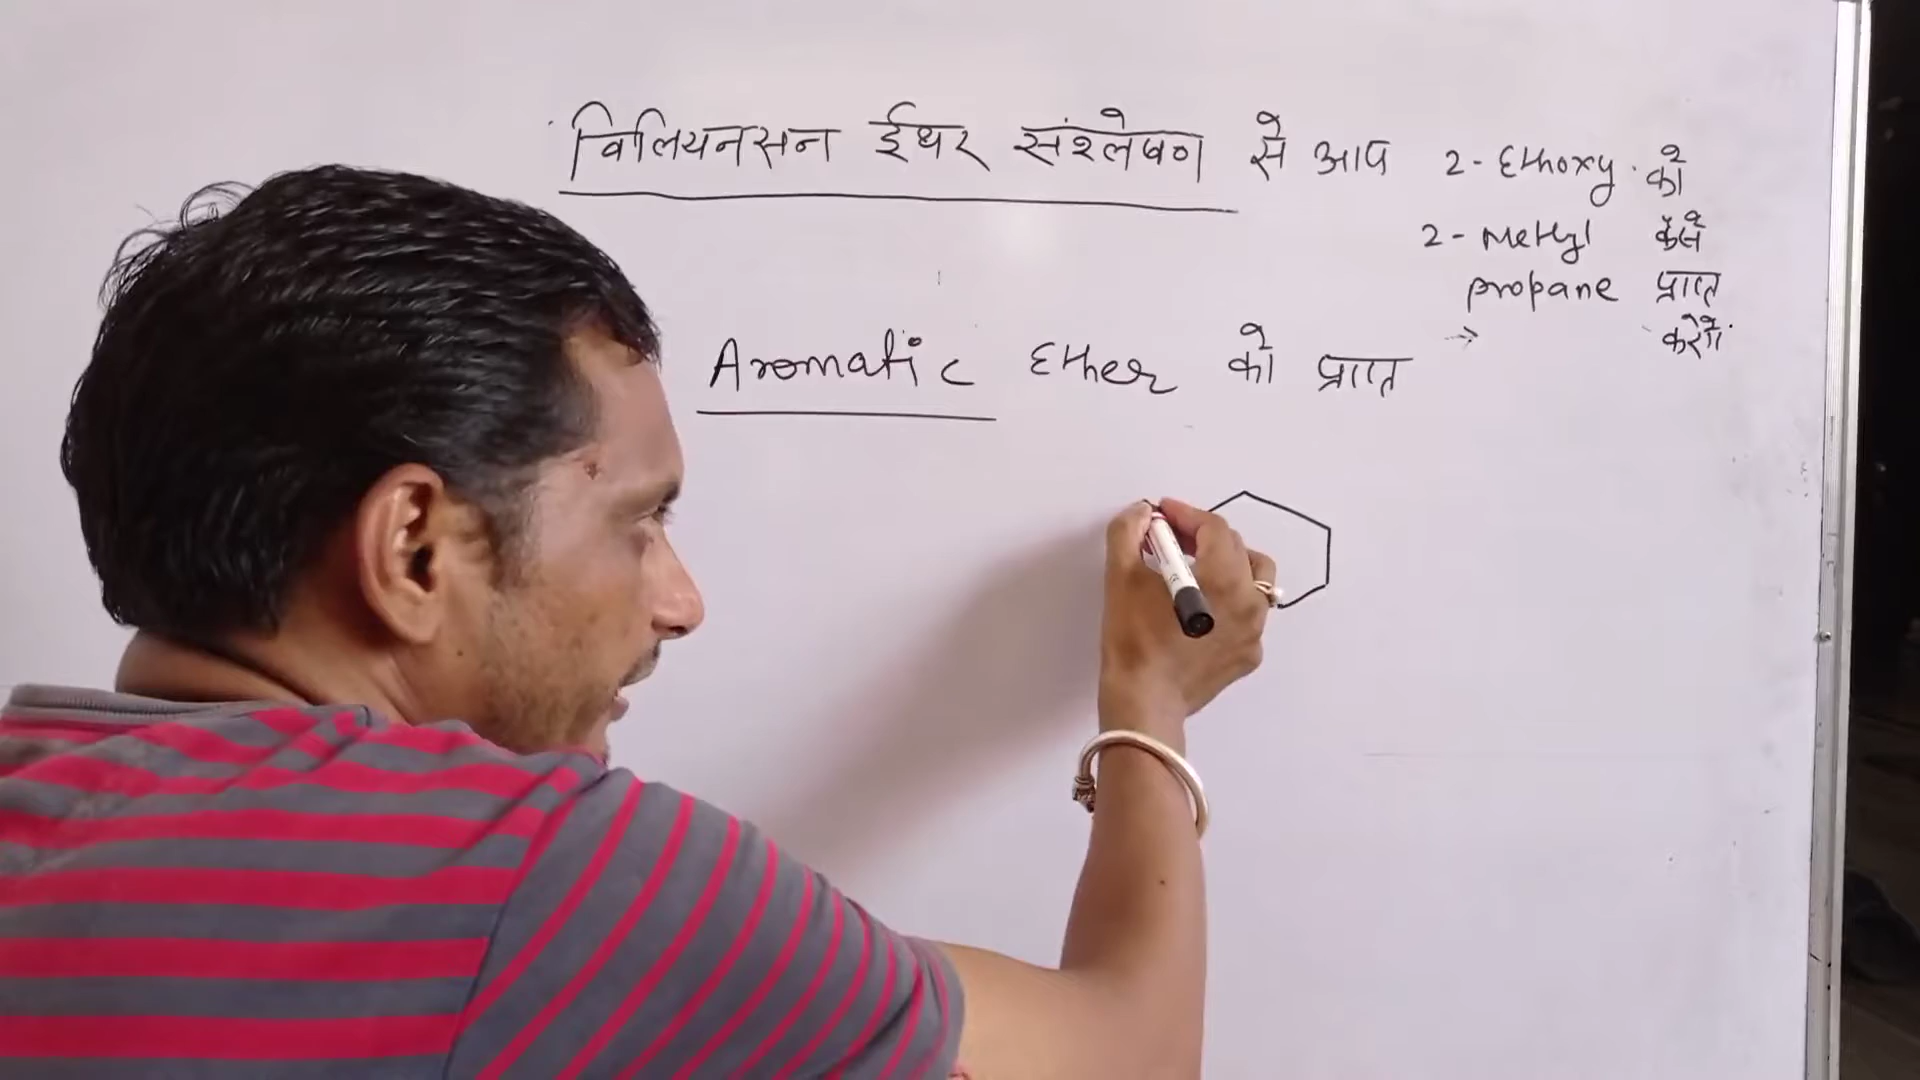 विलियनसन ईथर संश्लेषण से आप 2- Ethoxy को
2- Methyl कैसे
propane प्राप्त
→ करेंगे
Aromatic Ether को प्राप्त